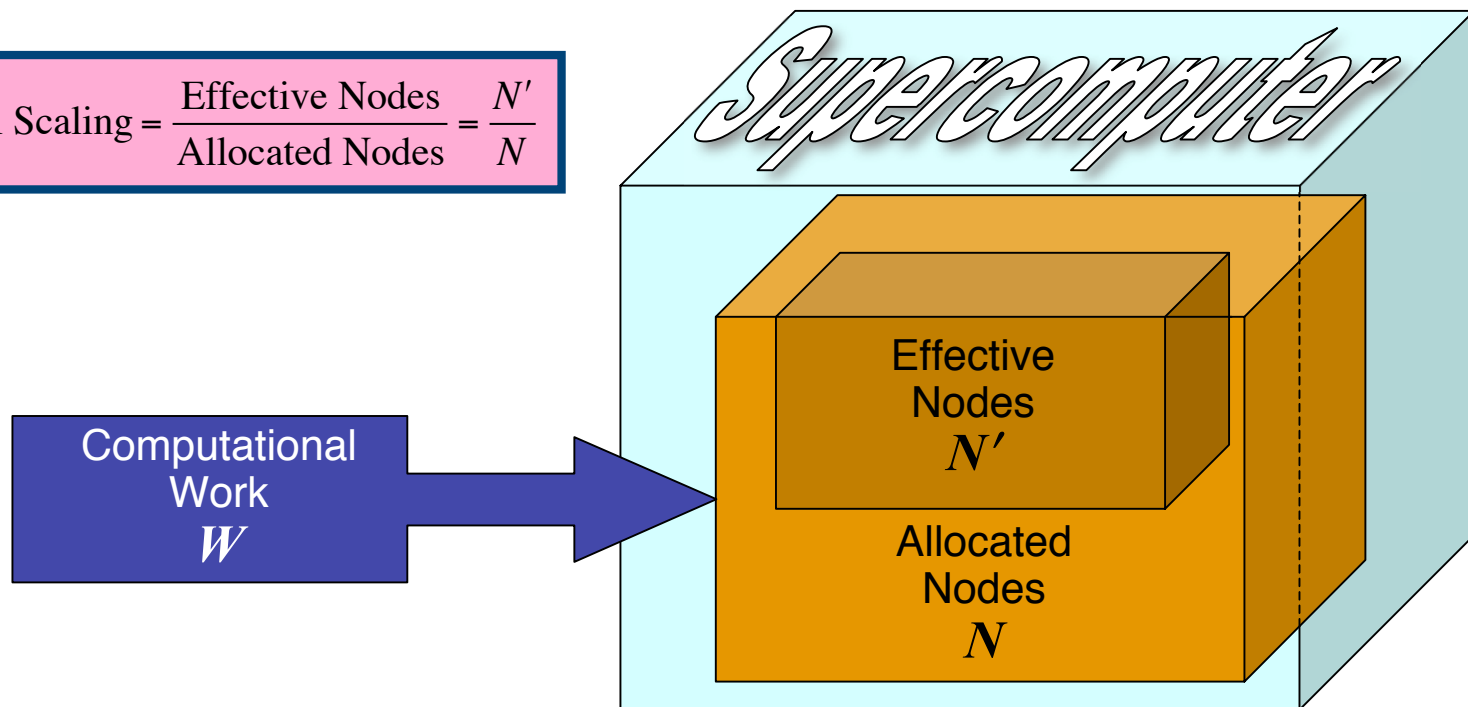 Scaling = Effective Nodes / Allocated Nodes = N′ / N
Supercomputer
Effective
Nodes
N′
Computational
Work
W
Allocated
Nodes
N